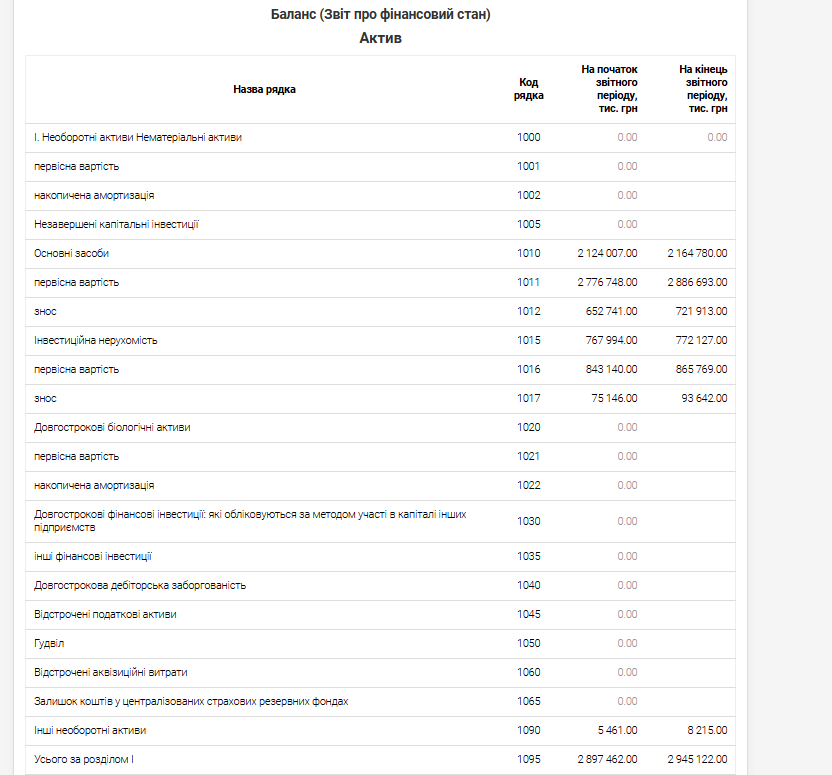 Баланс (Звіт про фінансовий стан)
Актив
Назва рядка Код рядка На початок звітного періоду, тис. грн На кінець звітного періоду, тис. грн
І. Необоротні активи Нематеріальні активи 1000 0.00 0.00
первісна вартість 1001 0.00
накопичена амортизація 1002 0.00
Незавершені капітальні інвестиції 1005 0.00
Основні засоби 1010 2 124 007.00 2 164 780.00
первісна вартість 1011 2 776 748.00 2 886 693.00
знос 1012 652 741.00 721 913.00
Інвестиційна нерухомість 1015 767 994.00 772 127.00
первісна вартість 1016 843 140.00 865 769.00
знос 1017 75 146.00 93 642.00
Довгострокові біологічні активи 1020 0.00
первісна вартість 1021 0.00
накопичена амортизація 1022 0.00
Довгострокові фінансові інвестиції: які обліковуються за методом участі в капіталі інших
підприємств 1030 0.00
інші фінансові інвестиції 1035 0.00
Довгострокова дебіторська заборгованість 1040 0.00
Відстрочені податкові активи 1045 0.00
Гудвіл 1050 0.00
Відстрочені аквізиційні витрати 1060 0.00
Залишок коштів у централізованих страхових резервних фондах 1065 0.00
Інші необоротні активи 1090 5 461.00 8 215.00
Усього за розділом І 1095 2 897 462.00 2 945 122.00